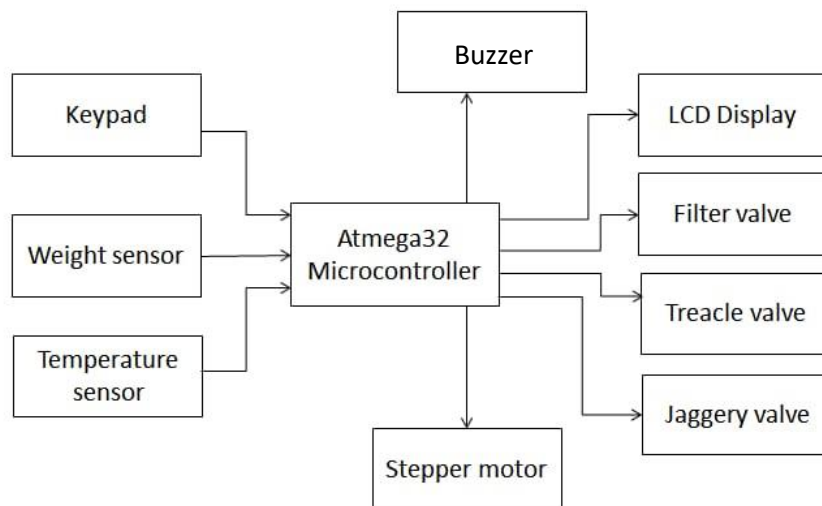 Buzzer
Keypad
LCD Display
Weight sensor
Atmega32
Microcontroller
Filter valve
Temperature
sensor
Treacle valve
Jaggery valve
Stepper motor